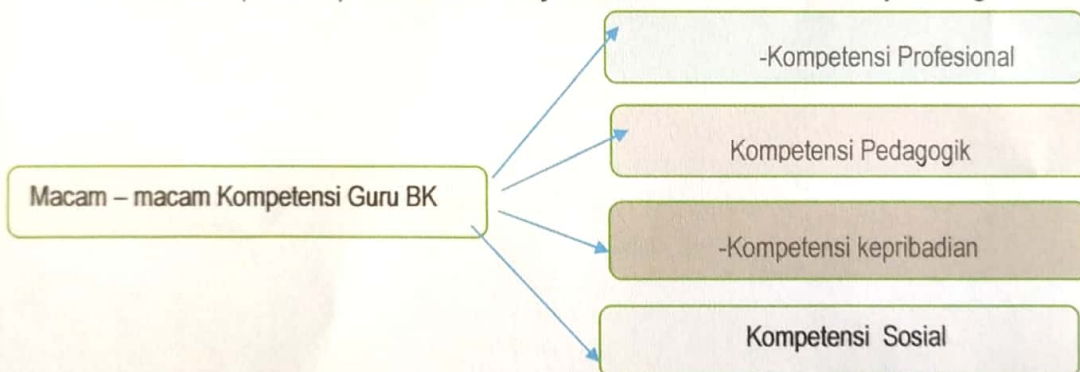 Macam – macam Kompetensi Guru BK
-Kompetensi Profesional
Kompetensi Pedagogik
-Kompetensi kepribadian
Kompetensi Sosial